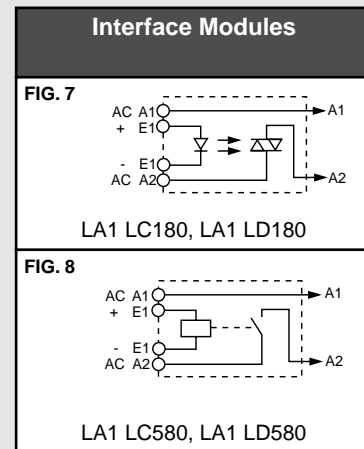 Interface Modules
FIG. 7
AC A1 A1
+ E1
- E1
AC A2 A2
LA1 LC180, LA1 LD180
FIG. 8
AC A1 A1
+ E1
- E1
AC A2 A2
LA1 LC580, LA1 LD580